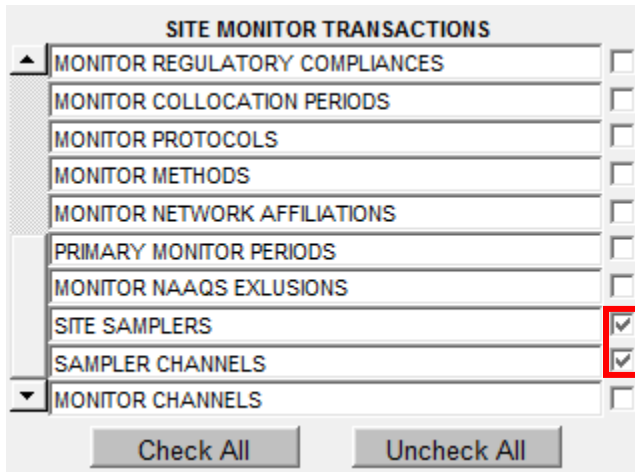 SITE MONITOR TRANSACTIONS
MONITOR REGULATORY COMPLIANCES
MONITOR COLLOCATION PERIODS
MONITOR PROTOCOLS
MONITOR METHODS
MONITOR NETWORK AFFILIATIONS
PRIMARY MONITOR PERIODS
MONITOR NAAQS EXLUSIONS
SITE SAMPLERS
SAMPLER CHANNELS
MONITOR CHANNELS
Check All Uncheck All